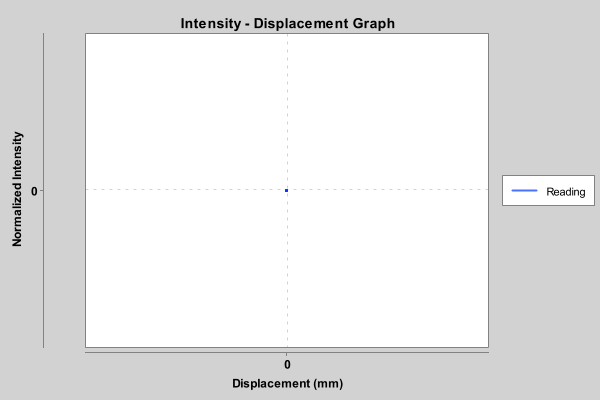 Intensity - Displacement Graph
Normalized Intensity
0
Reading
0
Displacement (mm)